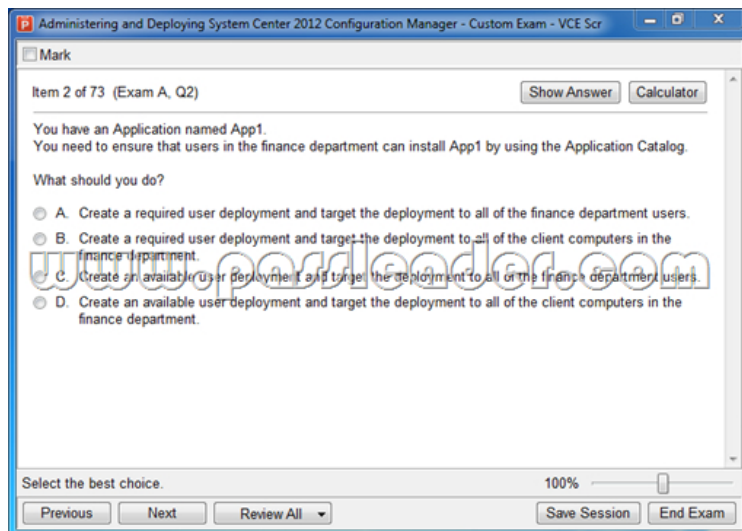 Administering and Deploying System Center 2012 Configuration Manager - Custom Exam - VCE Scr
Mark
Item 2 of 73 (Exam A, Q2)
Show Answer
Calculator
You have an Application named App1.
You need to ensure that users in the finance department can install App1 by using the Application Catalog.
What should you do?
A. Create a required user deployment and target the deployment to all of the finance department users.
B. Create a required user deployment and target the deployment to all of the client computers in the
finance department.
www.passleader.com
C. Create an available user deployment and target the deployment to all of the finance department users.
D. Create an available user deployment and target the deployment to all of the client computers in the
finance department.
Select the best choice.
100%
Previous
Next
Review All
Save Session
End Exam